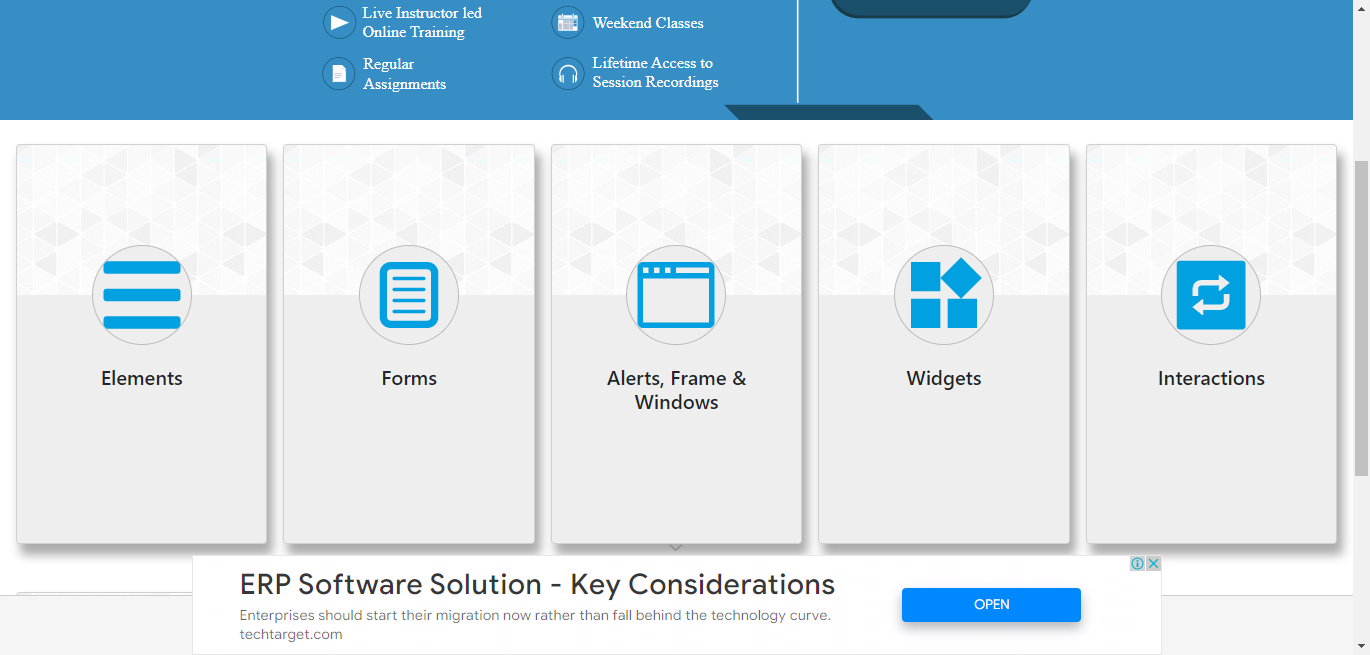 Live Instructor led
Online Training
Weekend Classes
Regular
Assignments
Lifetime Access to
Session Recordings
Elements
Forms
Alerts, Frame &
Windows
Widgets
Interactions
ERP Software Solution - Key Considerations
Enterprises should start their migration now rather than fall behind the technology curve.
techtarget.com
OPEN